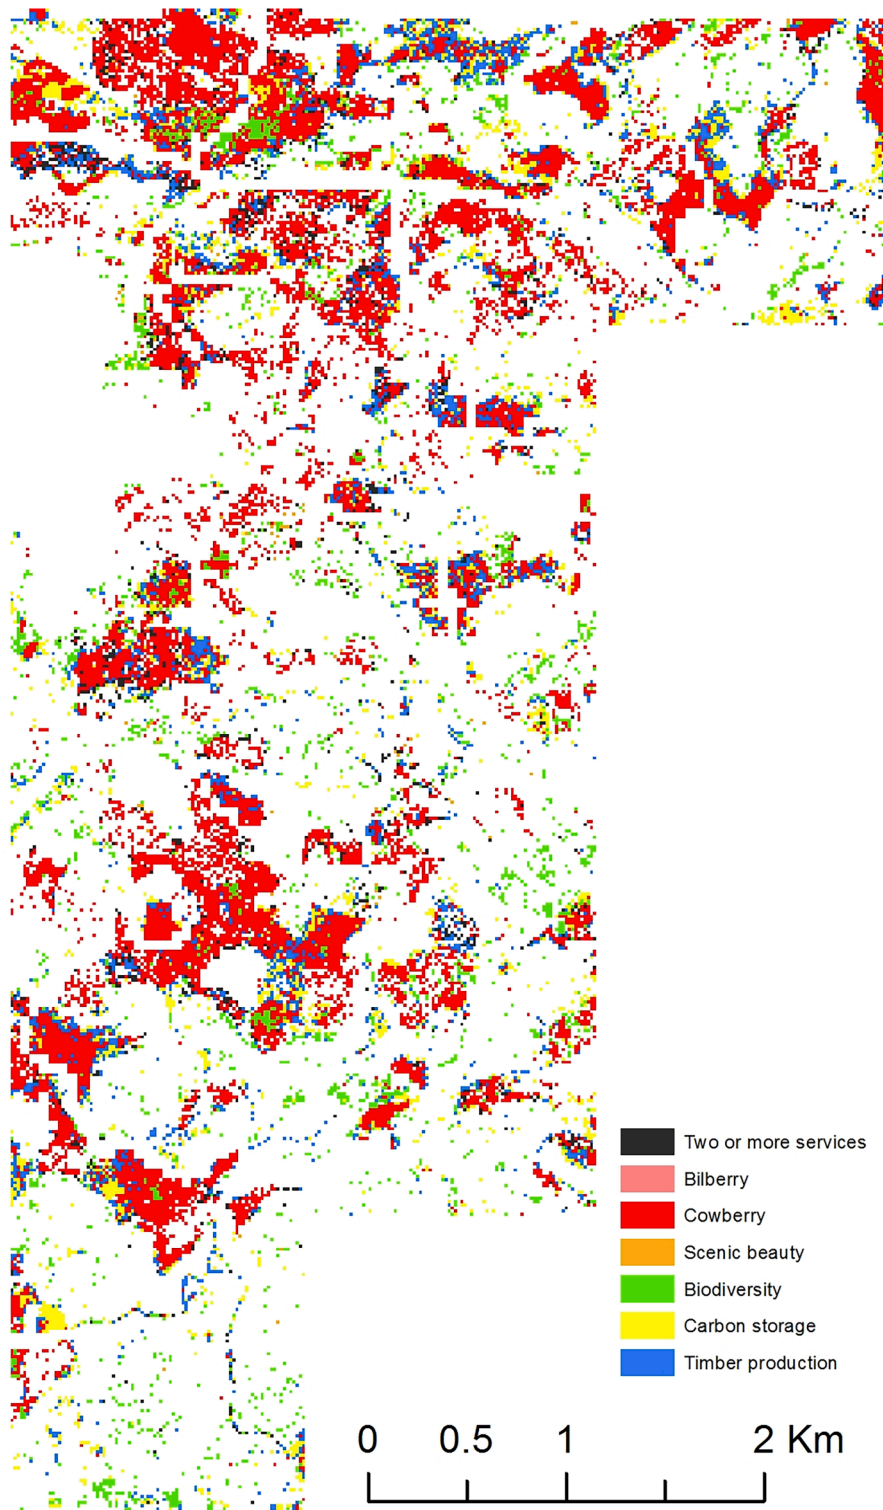 Two or more services
Bilberry
Cowberry
Scenic beauty
Biodiversity
Carbon storage
Timber production
0 0.5 1 2 Km